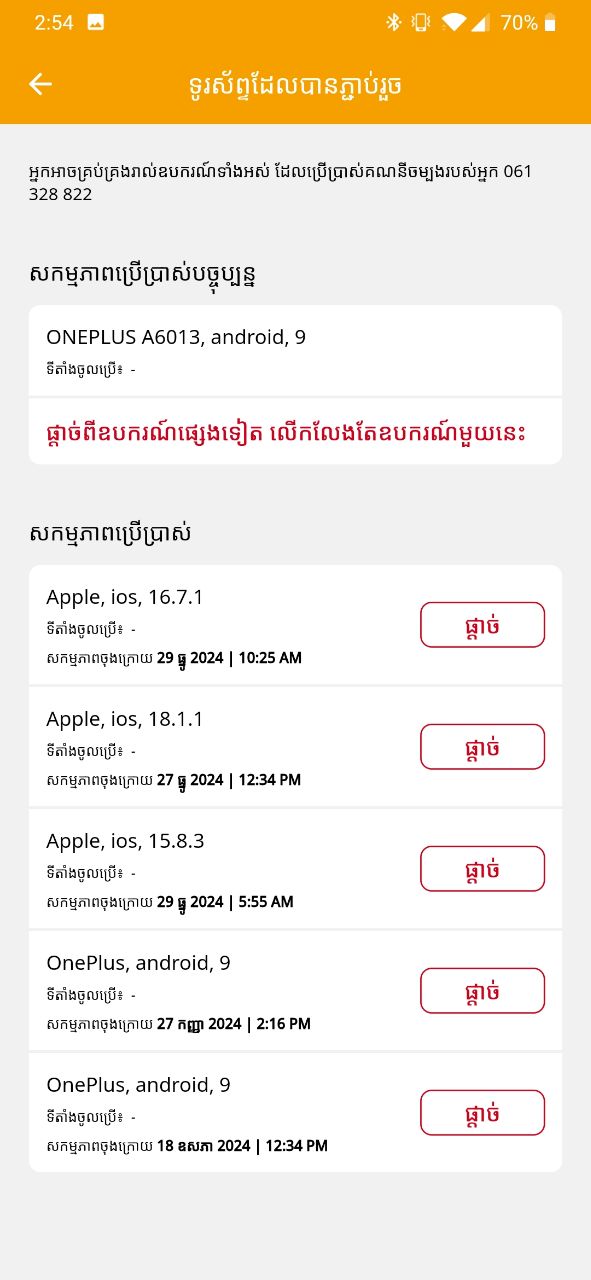 2:54
70%
ទូរស័ព្ទដែលបានភ្ជាប់រួច
អ្នកអាចគ្រប់គ្រងរាល់ឧបករណ៍ទាំងអស់ ដែលប្រើប្រាស់គណនីចម្បងរបស់អ្នក 061
328 822
សកម្មភាពប្រើប្រាស់បច្ចុប្បន្ន
ONEPLUS A6013, android, 9
ទីតាំងចូលប្រើ៖ -
ផ្ដាច់ពីឧបករណ៍ផ្សេងទៀត លើកលែងតែឧបករណ៍មួយនេះ
សកម្មភាពប្រើប្រាស់
Apple, ios, 16.7.1
ទីតាំងចូលប្រើ៖ -
សកម្មភាពចុងក្រោយ 29 ធ្នូ 2024 | 10:25 AM
ផ្ដាច់
Apple, ios, 18.1.1
ទីតាំងចូលប្រើ៖ -
សកម្មភាពចុងក្រោយ 27 ធ្នូ 2024 | 12:34 PM
ផ្ដាច់
Apple, ios, 15.8.3
ទីតាំងចូលប្រើ៖ -
សកម្មភាពចុងក្រោយ 29 ធ្នូ 2024 | 5:55 AM
ផ្ដាច់
OnePlus, android, 9
ទីតាំងចូលប្រើ៖ -
សកម្មភាពចុងក្រោយ 27 កញ្ញា 2024 | 2:16 PM
ផ្ដាច់
OnePlus, android, 9
ទីតាំងចូលប្រើ៖ -
សកម្មភាពចុងក្រោយ 18 ឧសភា 2024 | 12:34 PM
ផ្ដាច់